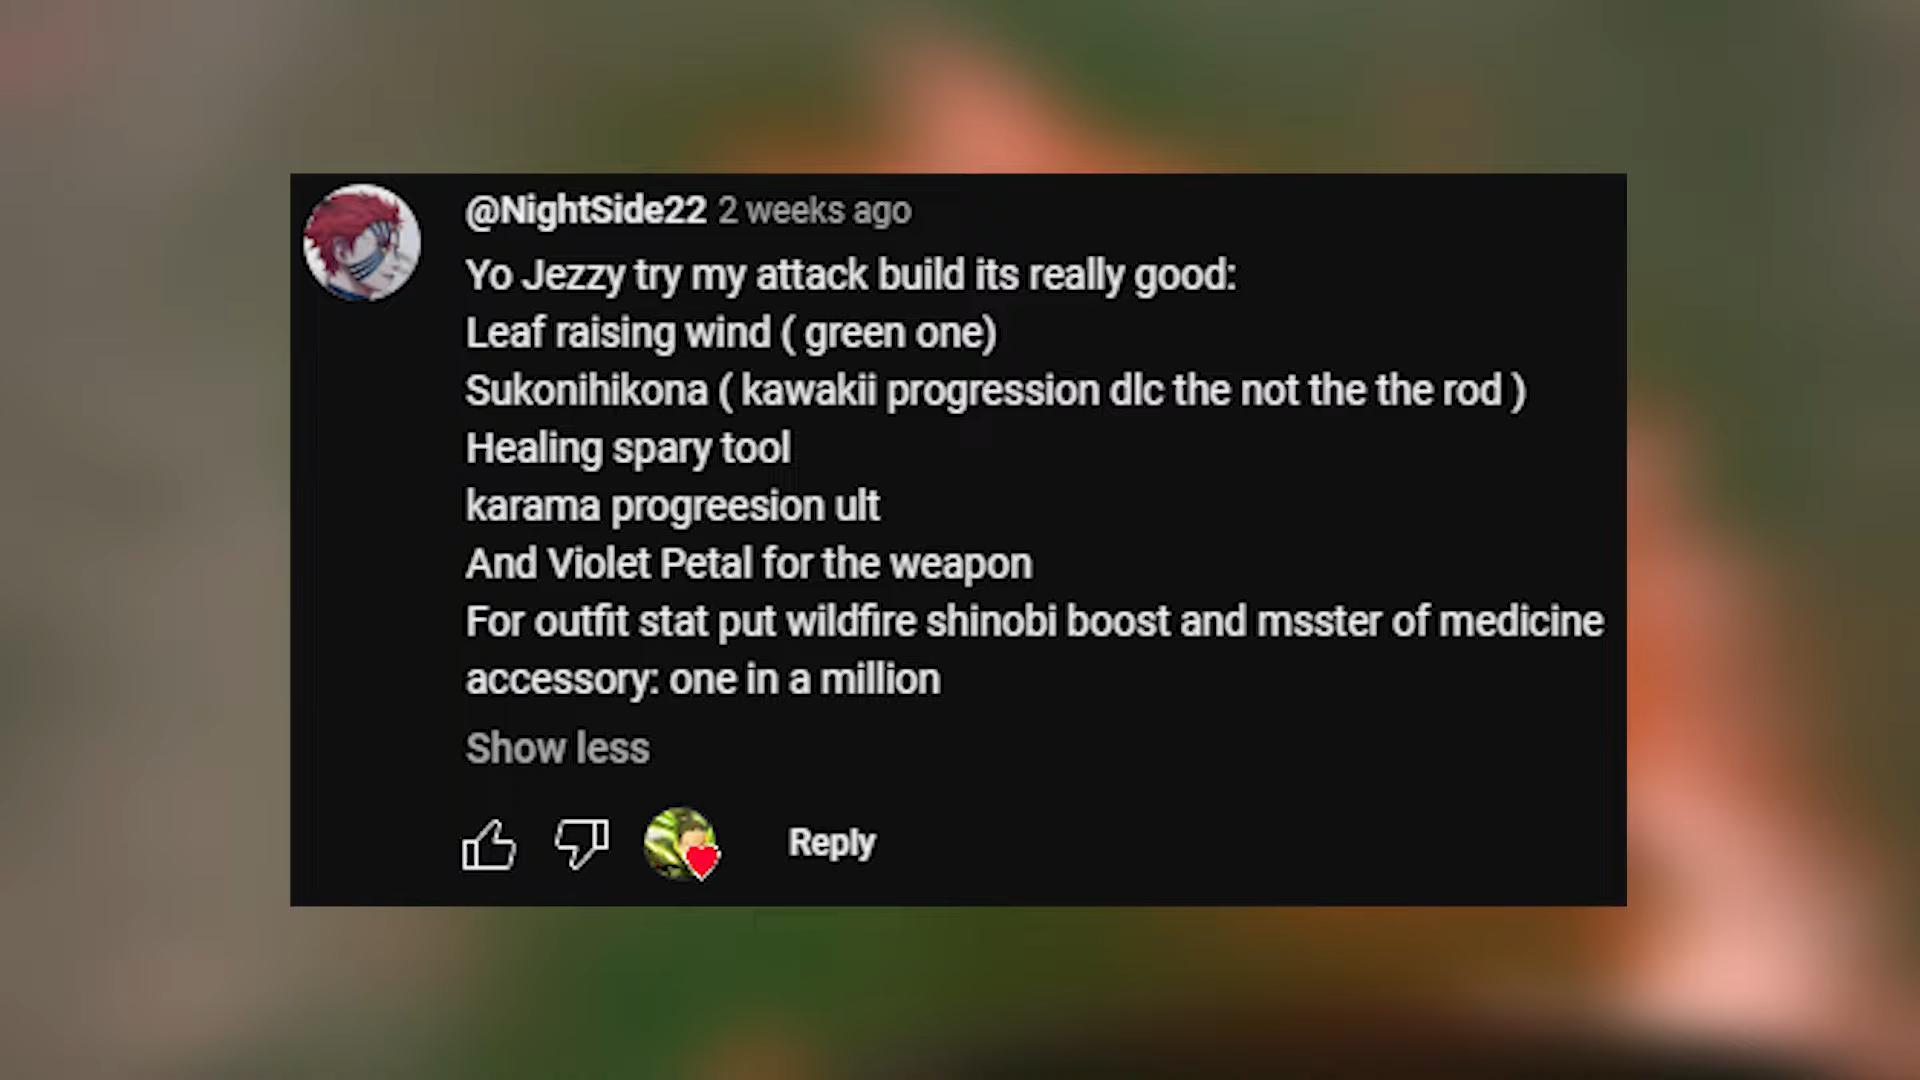 @NightSide22 2 weeks ago
Yo Jezzy try my attack build its really good:
Leaf raising wind ( green one)
Sukonihikona ( kawakii progression dlc the not the the rod )
Healing spary tool
karama progreesion ult
And Violet Petal for the weapon
For outfit stat put wildfire shinobi boost and msster of medicine
accessory: one in a million
Show less
Reply